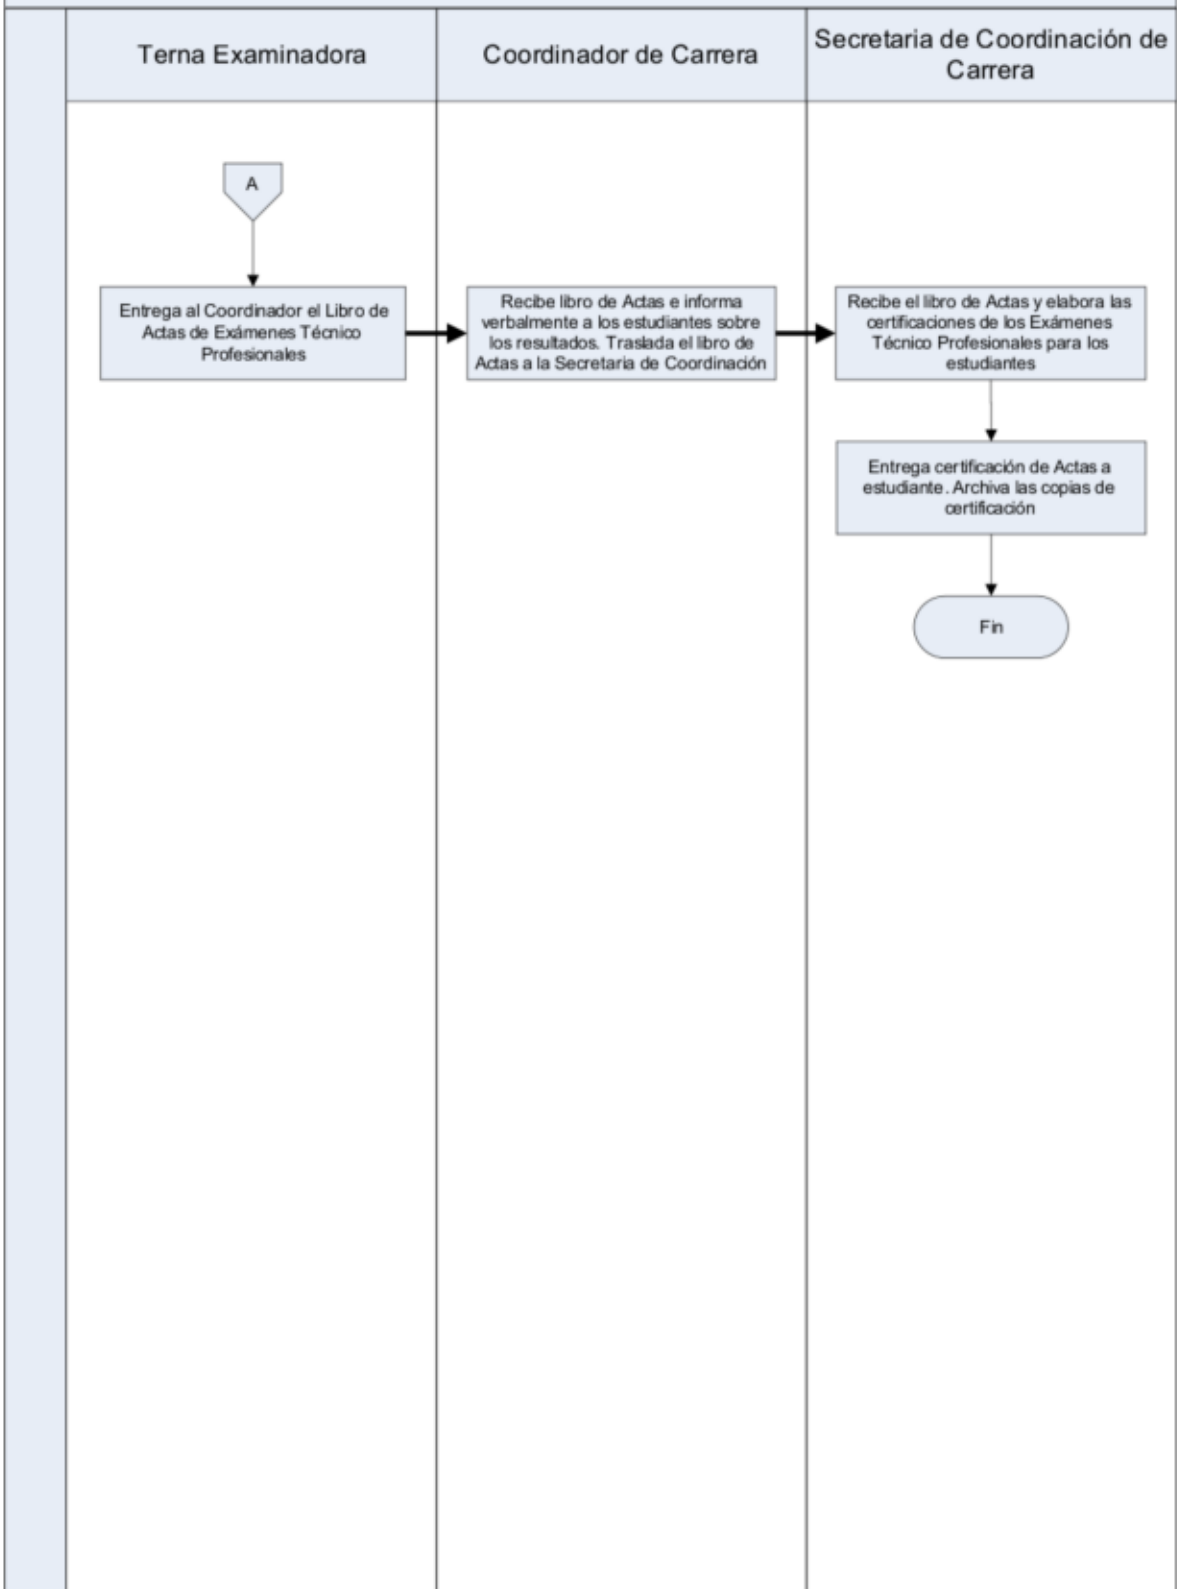 Terna Examinadora
Coordinador de Carrera
Secretaria de Coordinación de
Carrera
A
Entrega al Coordinador el Libro de
Actas de Exámenes Técnico
Profesionales
Recibe libro de Actas e informa
verbalmente a los estudiantes sobre
los resultados. Traslada el libro de
Actas a la Secretaria de Coordinación
Recibe el libro de Actas y elabora las
certificaciones de los Exámenes
Técnico Profesionales para los
estudiantes
Entrega certificación de Actas a
estudiante. Archiva las copias de
certificación
Fin